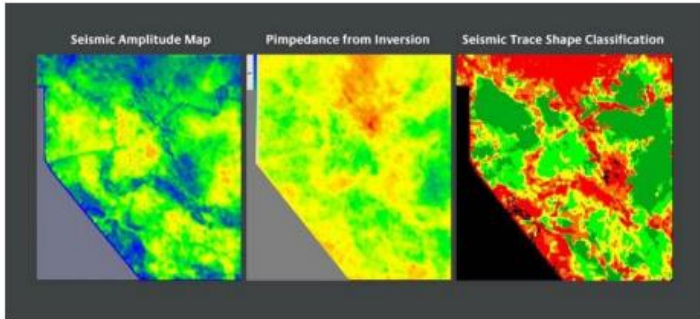 Seismic Amplitude Map
Pimpedance from Inversion
Seismic Trace Shape Classification